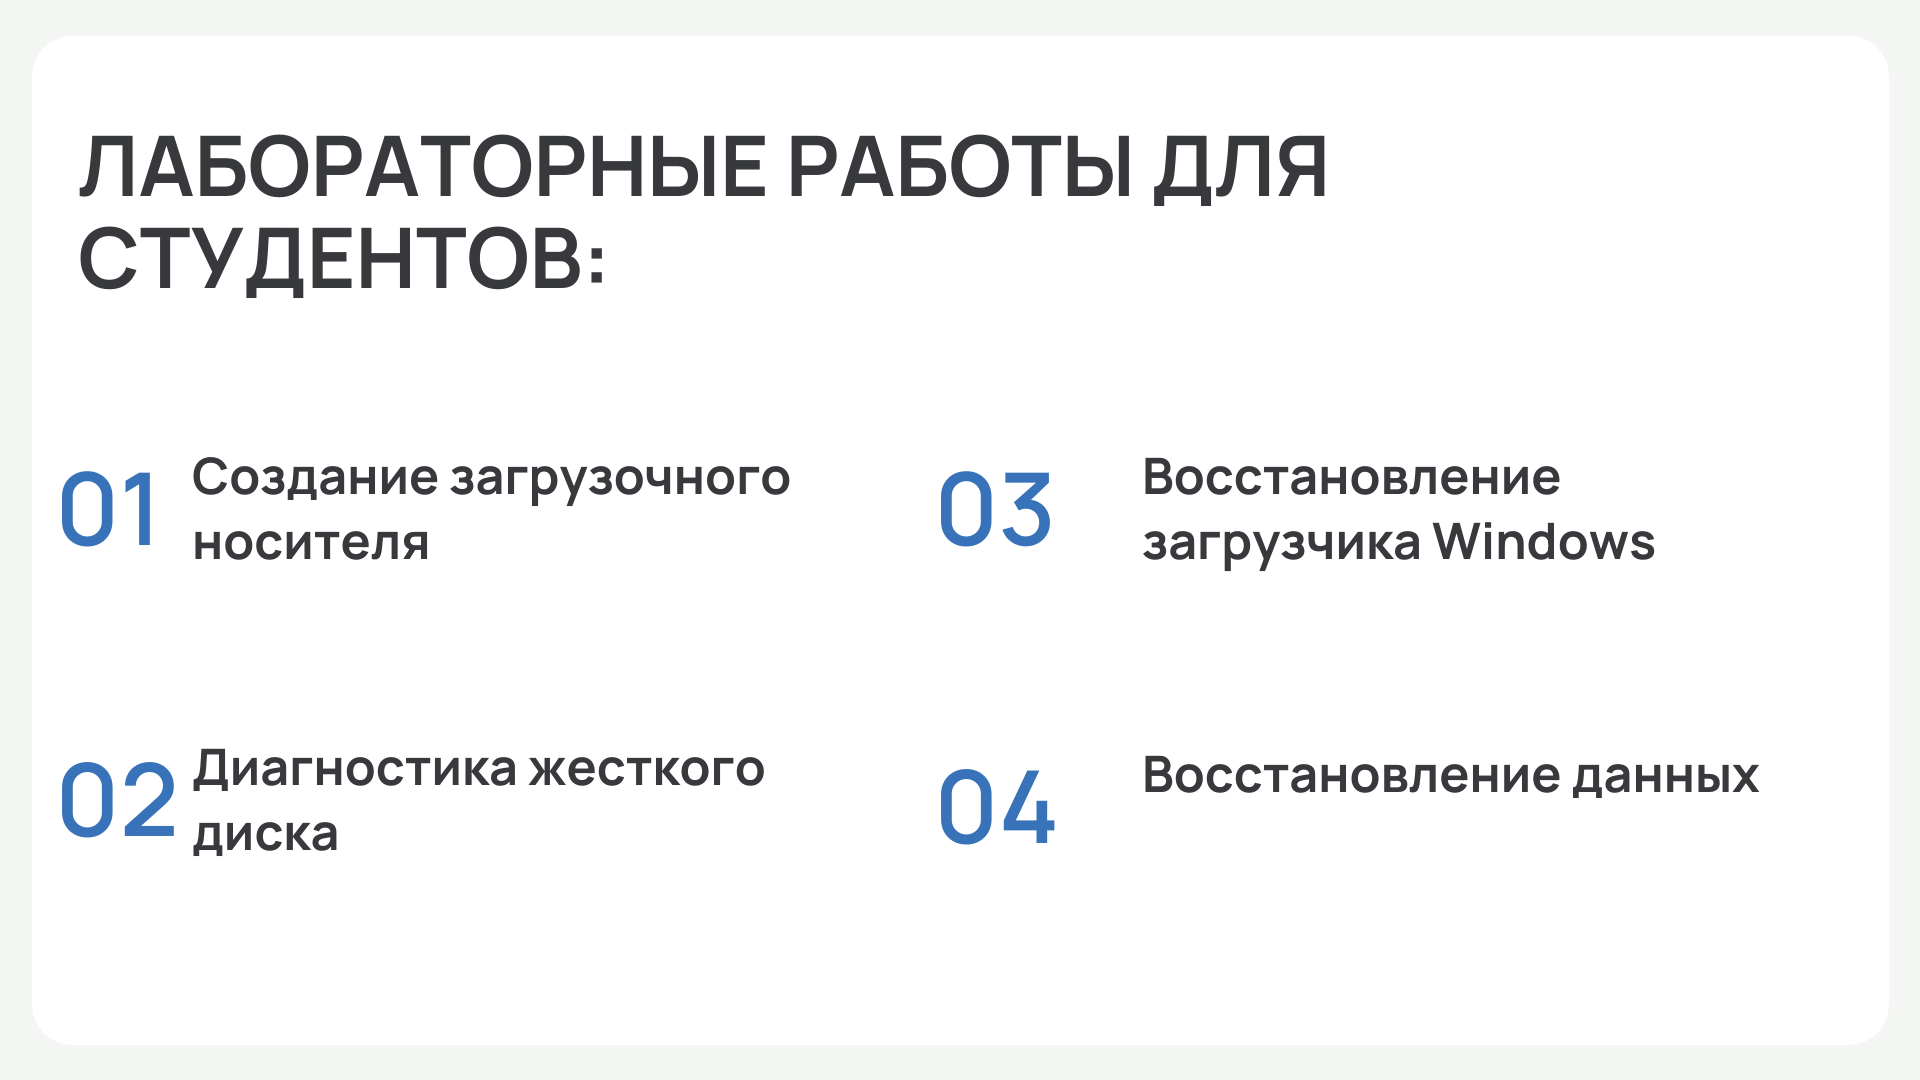 ЛАБОРАТОРНЫЕ РАБОТЫ ДЛЯ
СТУДЕНТОВ:
01
Создание загрузочного
носителя
02
Диагностика жесткого
диска
03
Восстановление
загрузчика Windows
04
Восстановление данных